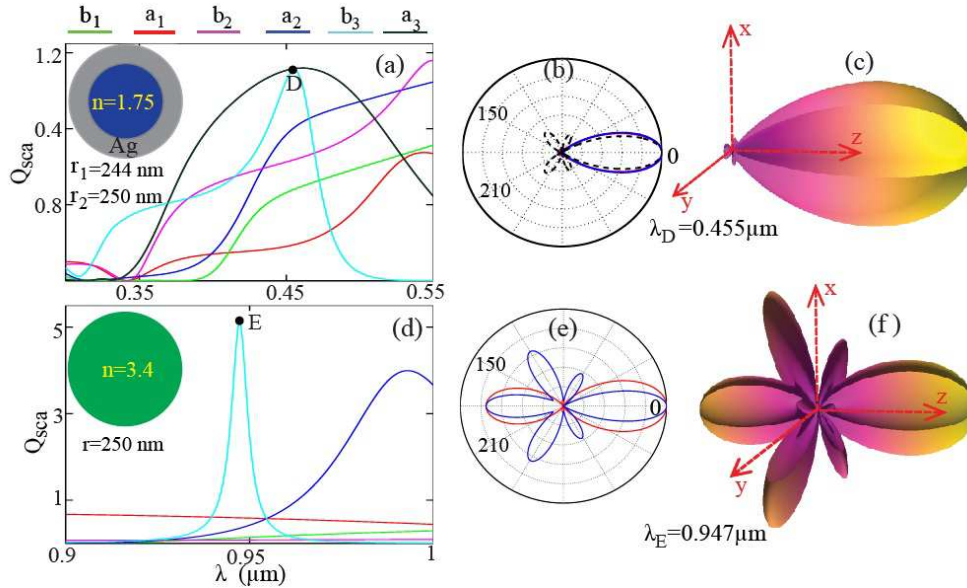 b1 a1 b2 a2 b3 a3
1.2
(a)
D
n=1.75
Ag
r1=244 nm
r2=250 nm
0.4
0.8
Qsca
0.35 0.45 0.55
(b)
150
0
210
(c)
x
z
y
λD=0.455μm
5
3
1
Qsca
E
(d)
n=3.4
r=250 nm
0.9 0.95 1
λ (μm)
(e)
150
0
210
(f)
x
z
y
λE=0.947μm